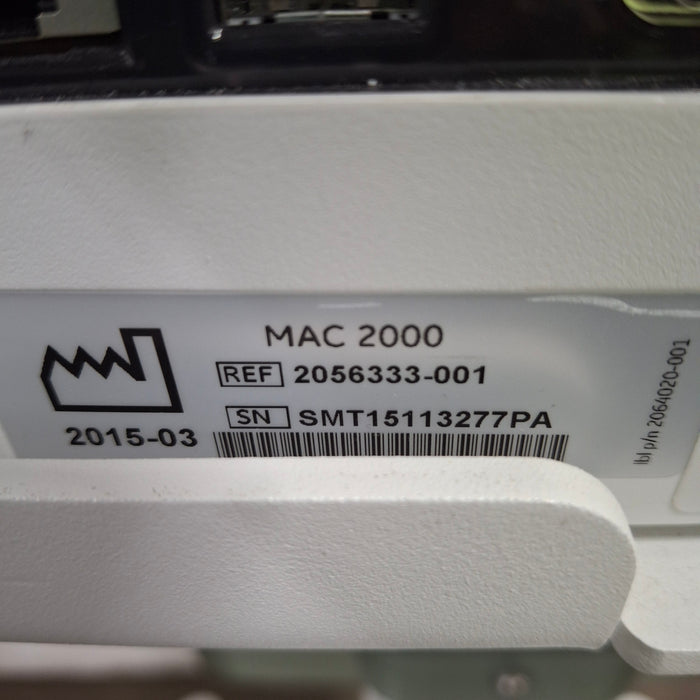 MAC 2000
REF 2056333-001
SN SMT15113277PA
2015-03
lbl p/n 2064020-001